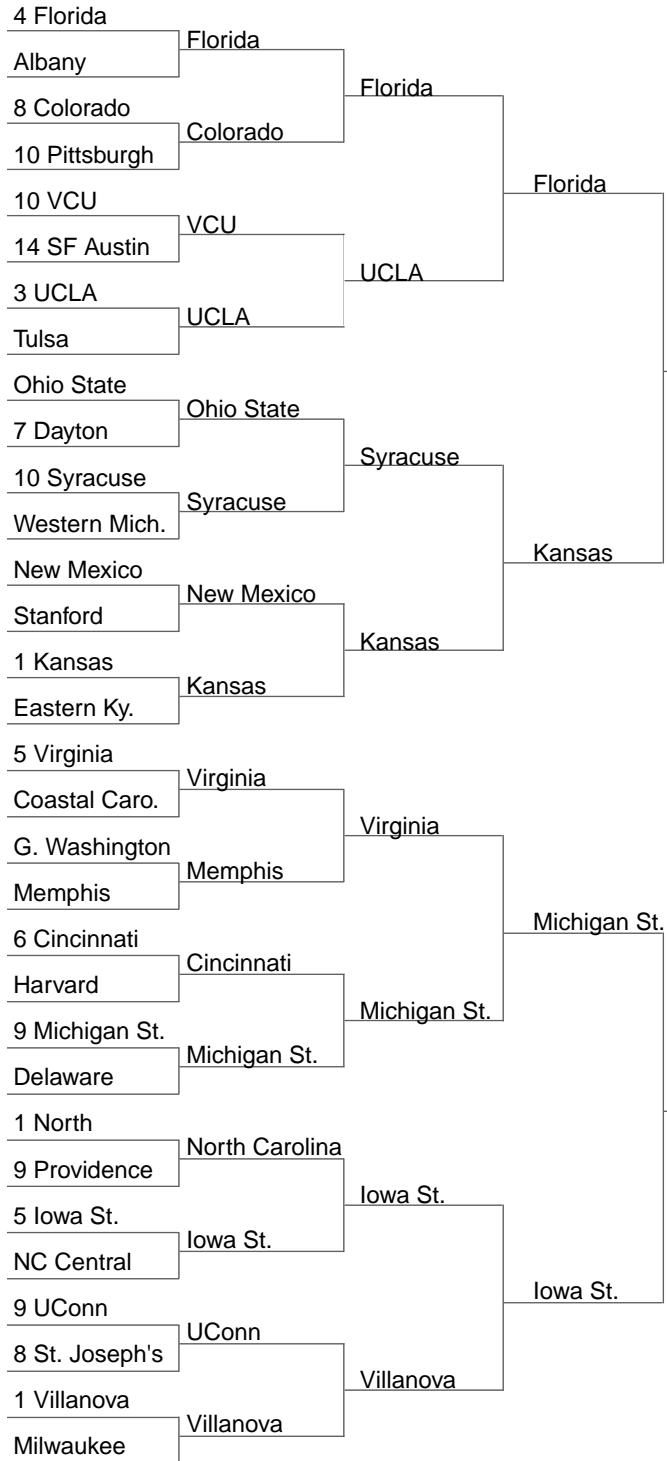 4 Florida
Albany
8 Colorado
10 Pittsburgh
10 VCU
14 SF Austin
3 UCLA
Tulsa
Ohio State
7 Dayton
10 Syracuse
Western Mich.
New Mexico
Stanford
1 Kansas
Eastern Ky.
5 Virginia
Coastal Caro.
G. Washington
Memphis
6 Cincinnati
Harvard
9 Michigan St.
Delaware
1 North
9 Providence
5 Iowa St.
NC Central
9 UConn
8 St. Joseph's
1 Villanova
Milwaukee
Florida
Colorado
VCU
UCLA
Ohio State
Syracuse
New Mexico
Kansas
Virginia
Memphis
Cincinnati
Michigan St.
North Carolina
Iowa St.
UConn
Villanova
Florida
UCLA
Syracuse
Kansas
Virginia
Michigan St.
Iowa St.
Villanova
Florida
Kansas
Michigan St.
Iowa St.